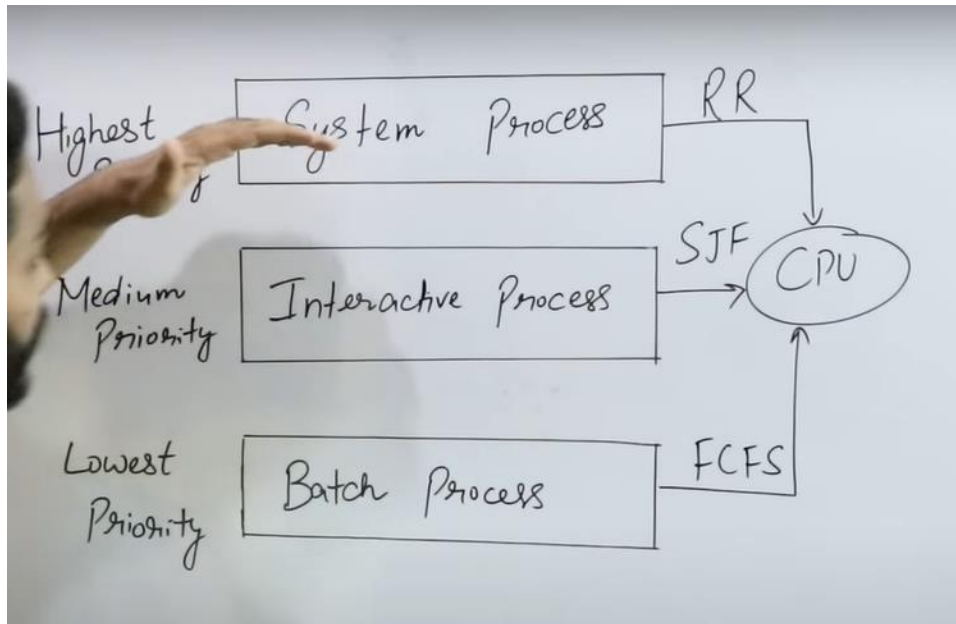 Highest
System Process
RR
Medium
Priority
Interactive Process
SJF
CPU
Lowest
Priority
Batch Process
FCFS